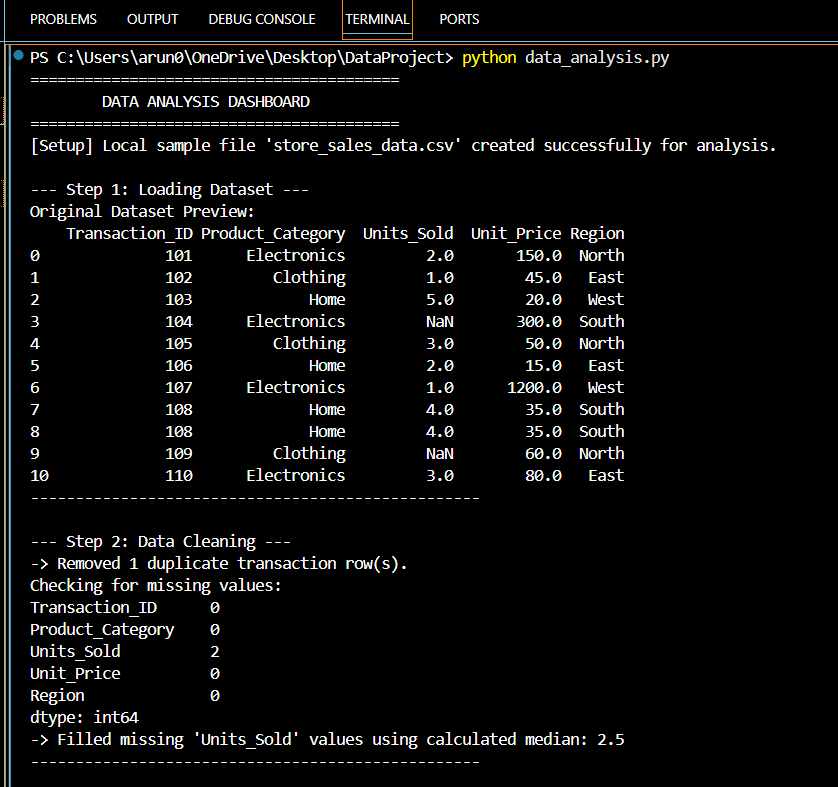 PROBLEMS OUTPUT DEBUG CONSOLE TERMINAL PORTS
PS C:\Users\arun0\OneDrive\Desktop\DataProject> python data_analysis.py
=========================================
        DATA ANALYSIS DASHBOARD
=========================================
[Setup] Local sample file 'store_sales_data.csv' created successfully for analysis.

--- Step 1: Loading Dataset ---
Original Dataset Preview:
    Transaction_ID Product_Category  Units_Sold  Unit_Price Region
0              101      Electronics         2.0       150.0  North
1              102         Clothing         1.0        45.0   East
2              103             Home         5.0        20.0   West
3              104      Electronics         NaN       300.0  South
4              105         Clothing         3.0        50.0  North
5              106             Home         2.0        15.0   East
6              107      Electronics         1.0      1200.0   West
7              108             Home         4.0        35.0  South
8              108             Home         4.0        35.0  South
9              109         Clothing         NaN        60.0  North
10             110      Electronics         3.0        80.0   East
--------------------------------------------------

--- Step 2: Data Cleaning ---
-> Removed 1 duplicate transaction row(s).
Checking for missing values:
Transaction_ID      0
Product_Category    0
Units_Sold          2
Unit_Price          0
Region              0
dtype: int64
-> Filled missing 'Units_Sold' values using calculated median: 2.5
--------------------------------------------------